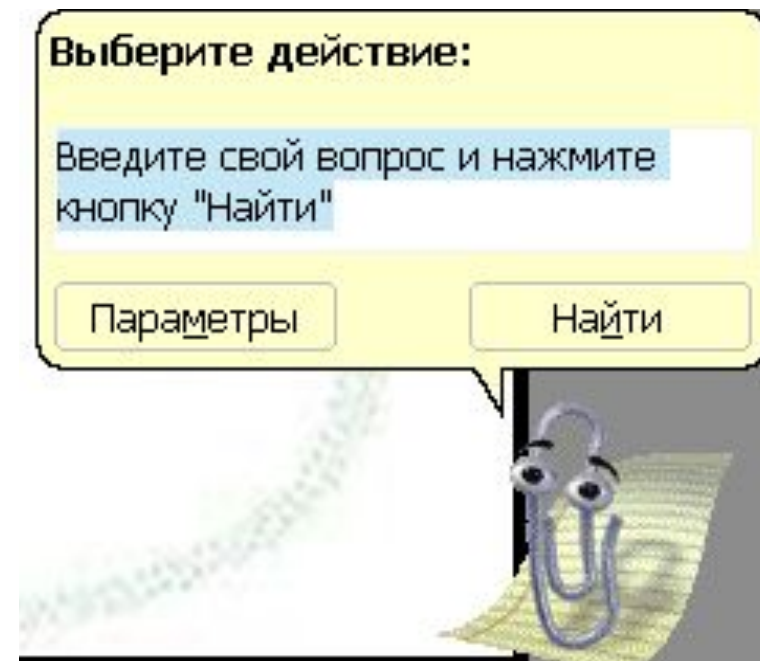 Выберите действие:
Введите свой вопрос и нажмите
кнопку "Найти"
Параметры
Найти